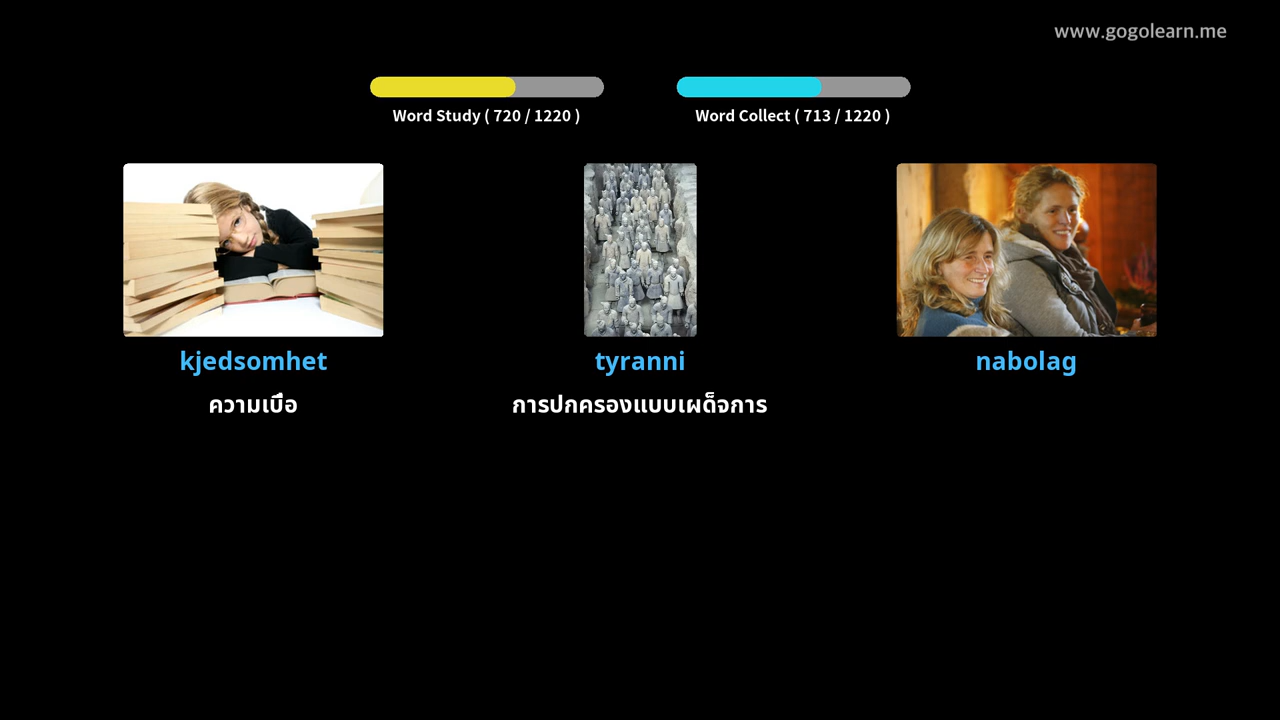 www.gogolearn.me
Word Study ( 720 / 1220 )
Word Collect ( 713 / 1220 )
kjedsomhet
tyranni
nabolag
ความเบื่อ
การปกครองแบบเผด็จการ